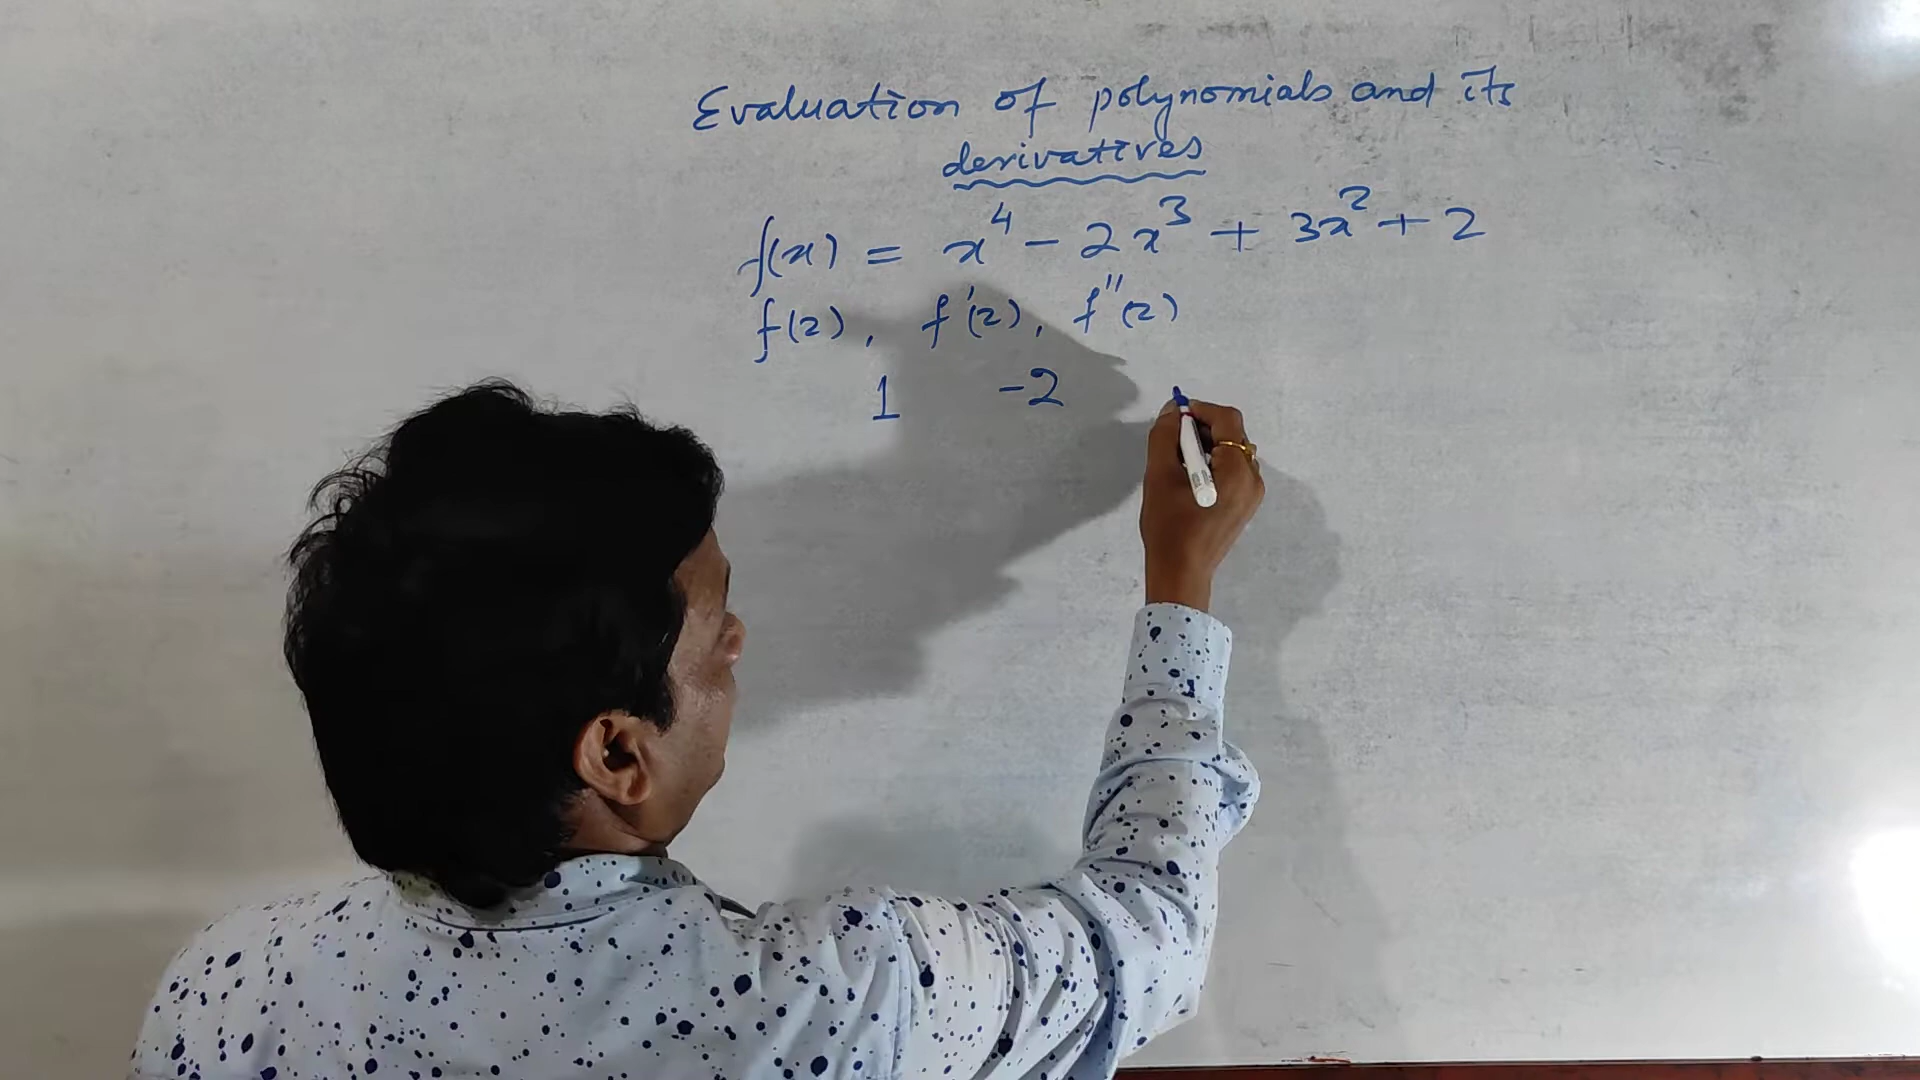 Evaluation of polynomials and its
derivatives
f(x) = x⁴ - 2x³ + 3x² + 2
f(2), f'(2), f''(2)
1 -2